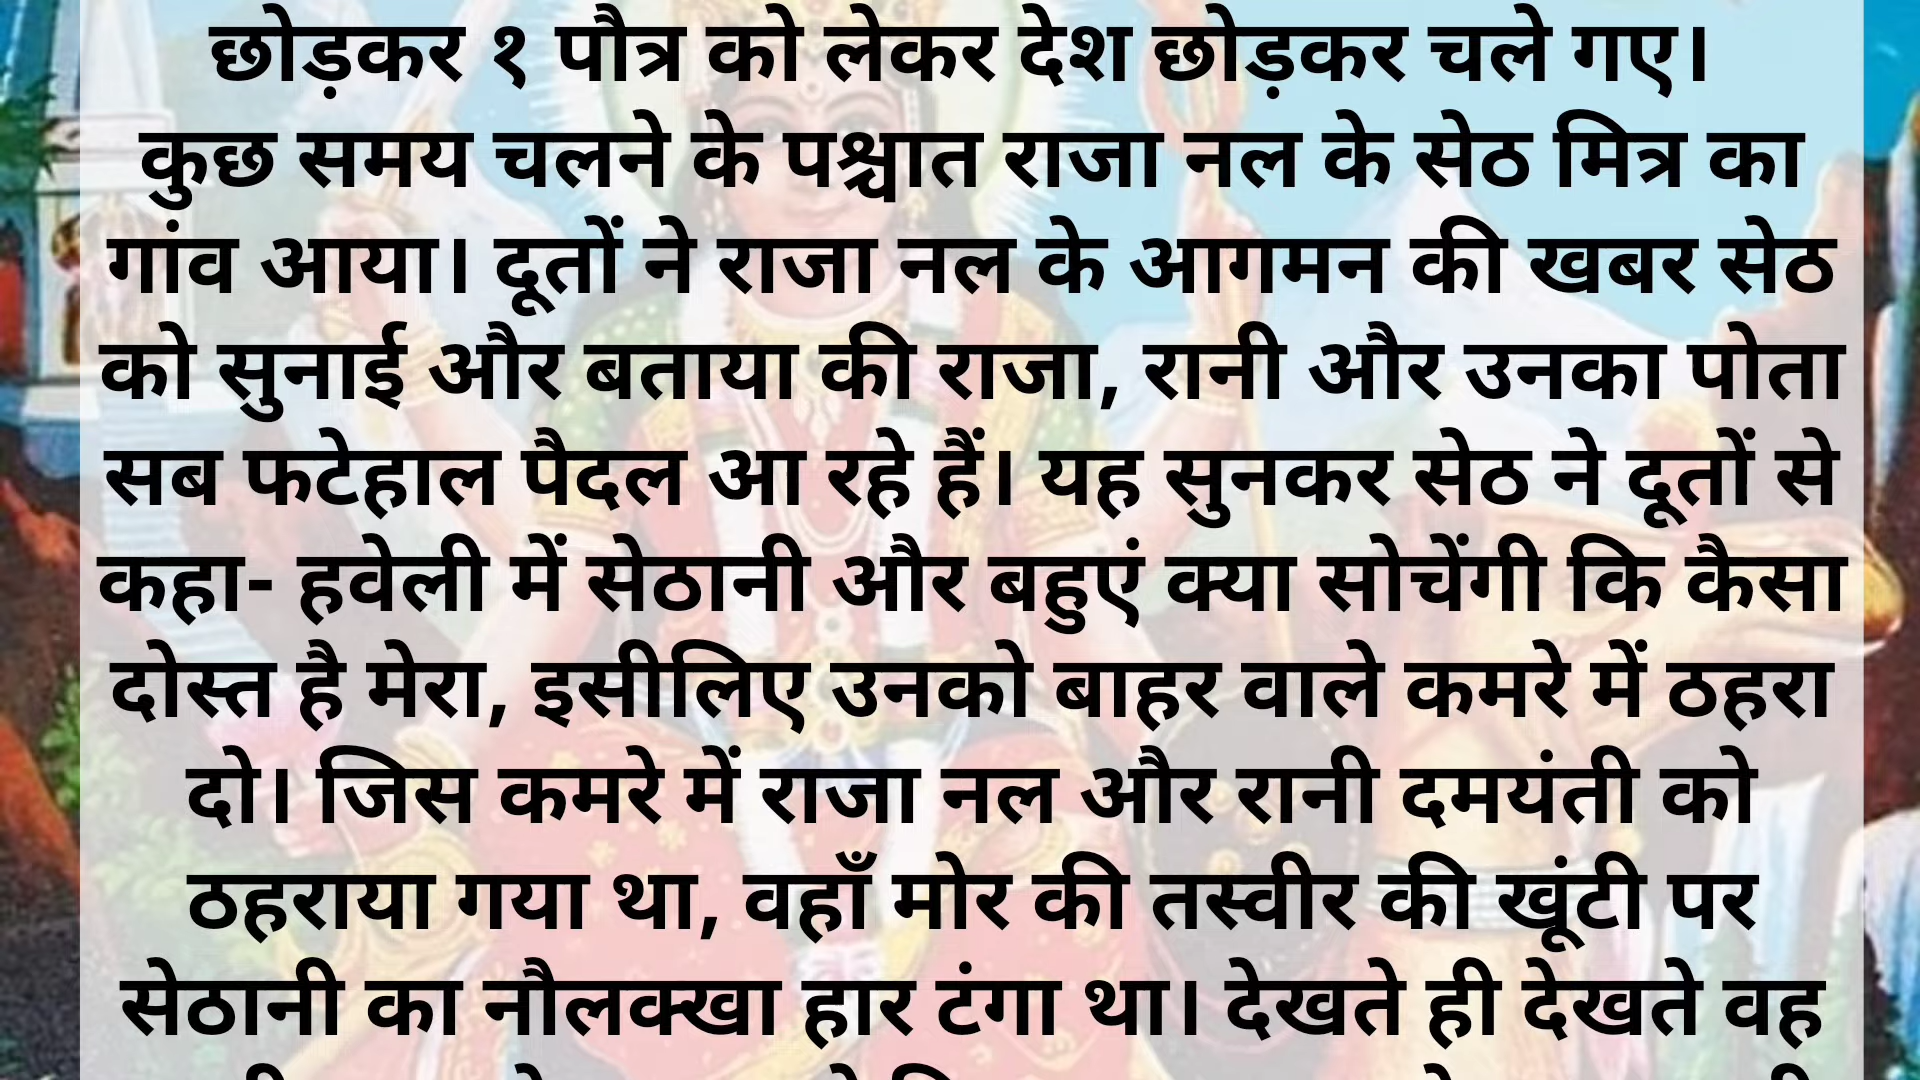 छोड़कर १ पौत्र को लेकर देश छोड़कर चले गए।
कुछ समय चलने के पश्चात राजा नल के सेठ मित्र का
गांव आया। दूतों ने राजा नल के आगमन की खबर सेठ
को सुनाई और बताया की राजा, रानी और उनका पोता
सब फटेहाल पैदल आ रहे हैं। यह सुनकर सेठ ने दूतों से
कहा- हवेली में सेठानी और बहुएं क्या सोचेंगी कि कैसा
दोस्त है मेरा, इसीलिए उनको बाहर वाले कमरे में ठहरा
दो। जिस कमरे में राजा नल और रानी दमयंती को
ठहराया गया था, वहाँ मोर की तस्वीर की खूंटी पर
सेठानी का नौलक्खा हार टंगा था। देखते ही देखते वह